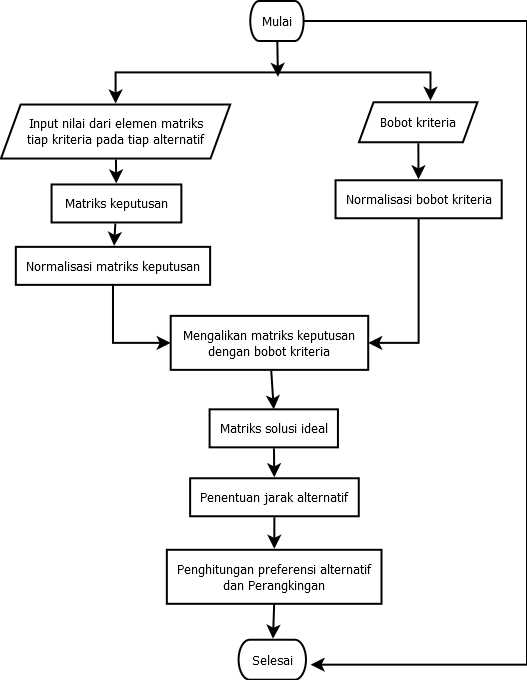 Mulai
Input nilai dari elemen matriks
tiap kriteria pada tiap alternatif
Bobot kriteria
Matriks keputusan
Normalisasi bobot kriteria
Normalisasi matriks keputusan
Mengalikan matriks keputusan
dengan bobot kriteria
Matriks solusi ideal
Penentuan jarak alternatif
Penghitungan preferensi alternatif
dan Perangkingan
Selesai